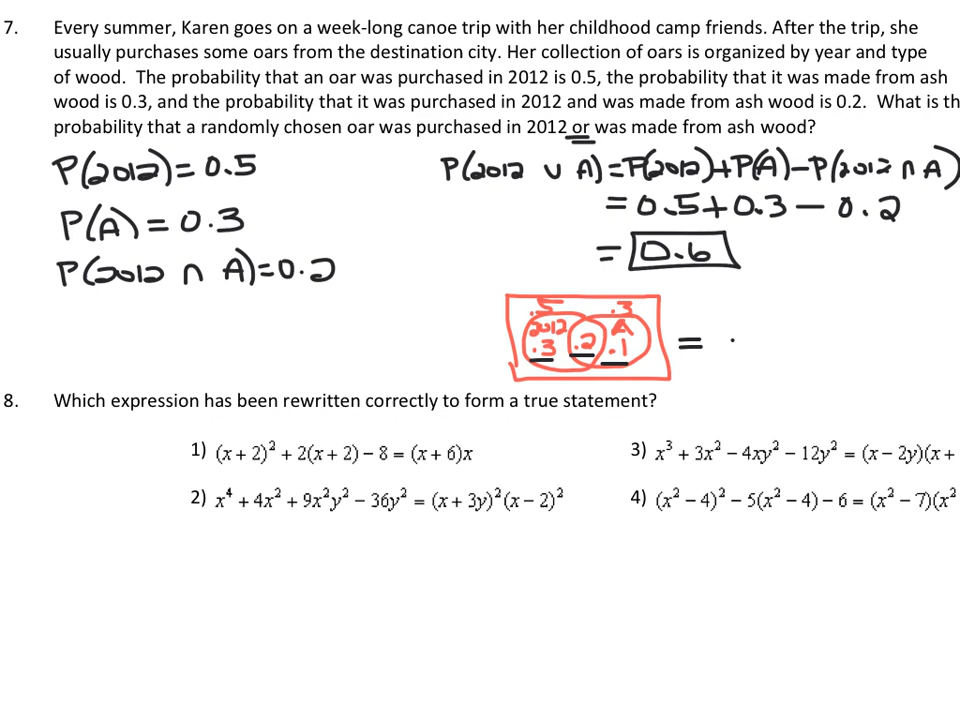 7. Every summer, Karen goes on a week-long canoe trip with her childhood camp friends. After the trip, she
usually purchases some oars from the destination city. Her collection of oars is organized by year and type
of wood. The probability that an oar was purchased in 2012 is 0.5, the probability that it was made from ash
wood is 0.3, and the probability that it was purchased in 2012 and was made from ash wood is 0.2. What is th
probability that a randomly chosen oar was purchased in 2012 or was made from ash wood?
P(2012) = 0.5
P(2012 ∪ A) = P(2012) + P(A) - P(2012 ∩ A)
P(A) = 0.3
= 0.5 + 0.3 - 0.2
P(2012 ∩ A) = 0.2
= 0.6
.5 .3
2012 A
.3 .2 .1 = .
8. Which expression has been rewritten correctly to form a true statement?
1) (x + 2)² + 2(x + 2) – 8 = (x + 6)x
3) x³ + 3x² – 4xy² – 12y² = (x – 2y)(x +
2) x⁴ + 4x² + 9x²y² – 36y² = (x + 3y)²(x – 2)²
4) (x² – 4)² – 5(x² – 4) – 6 = (x² – 7)(x²